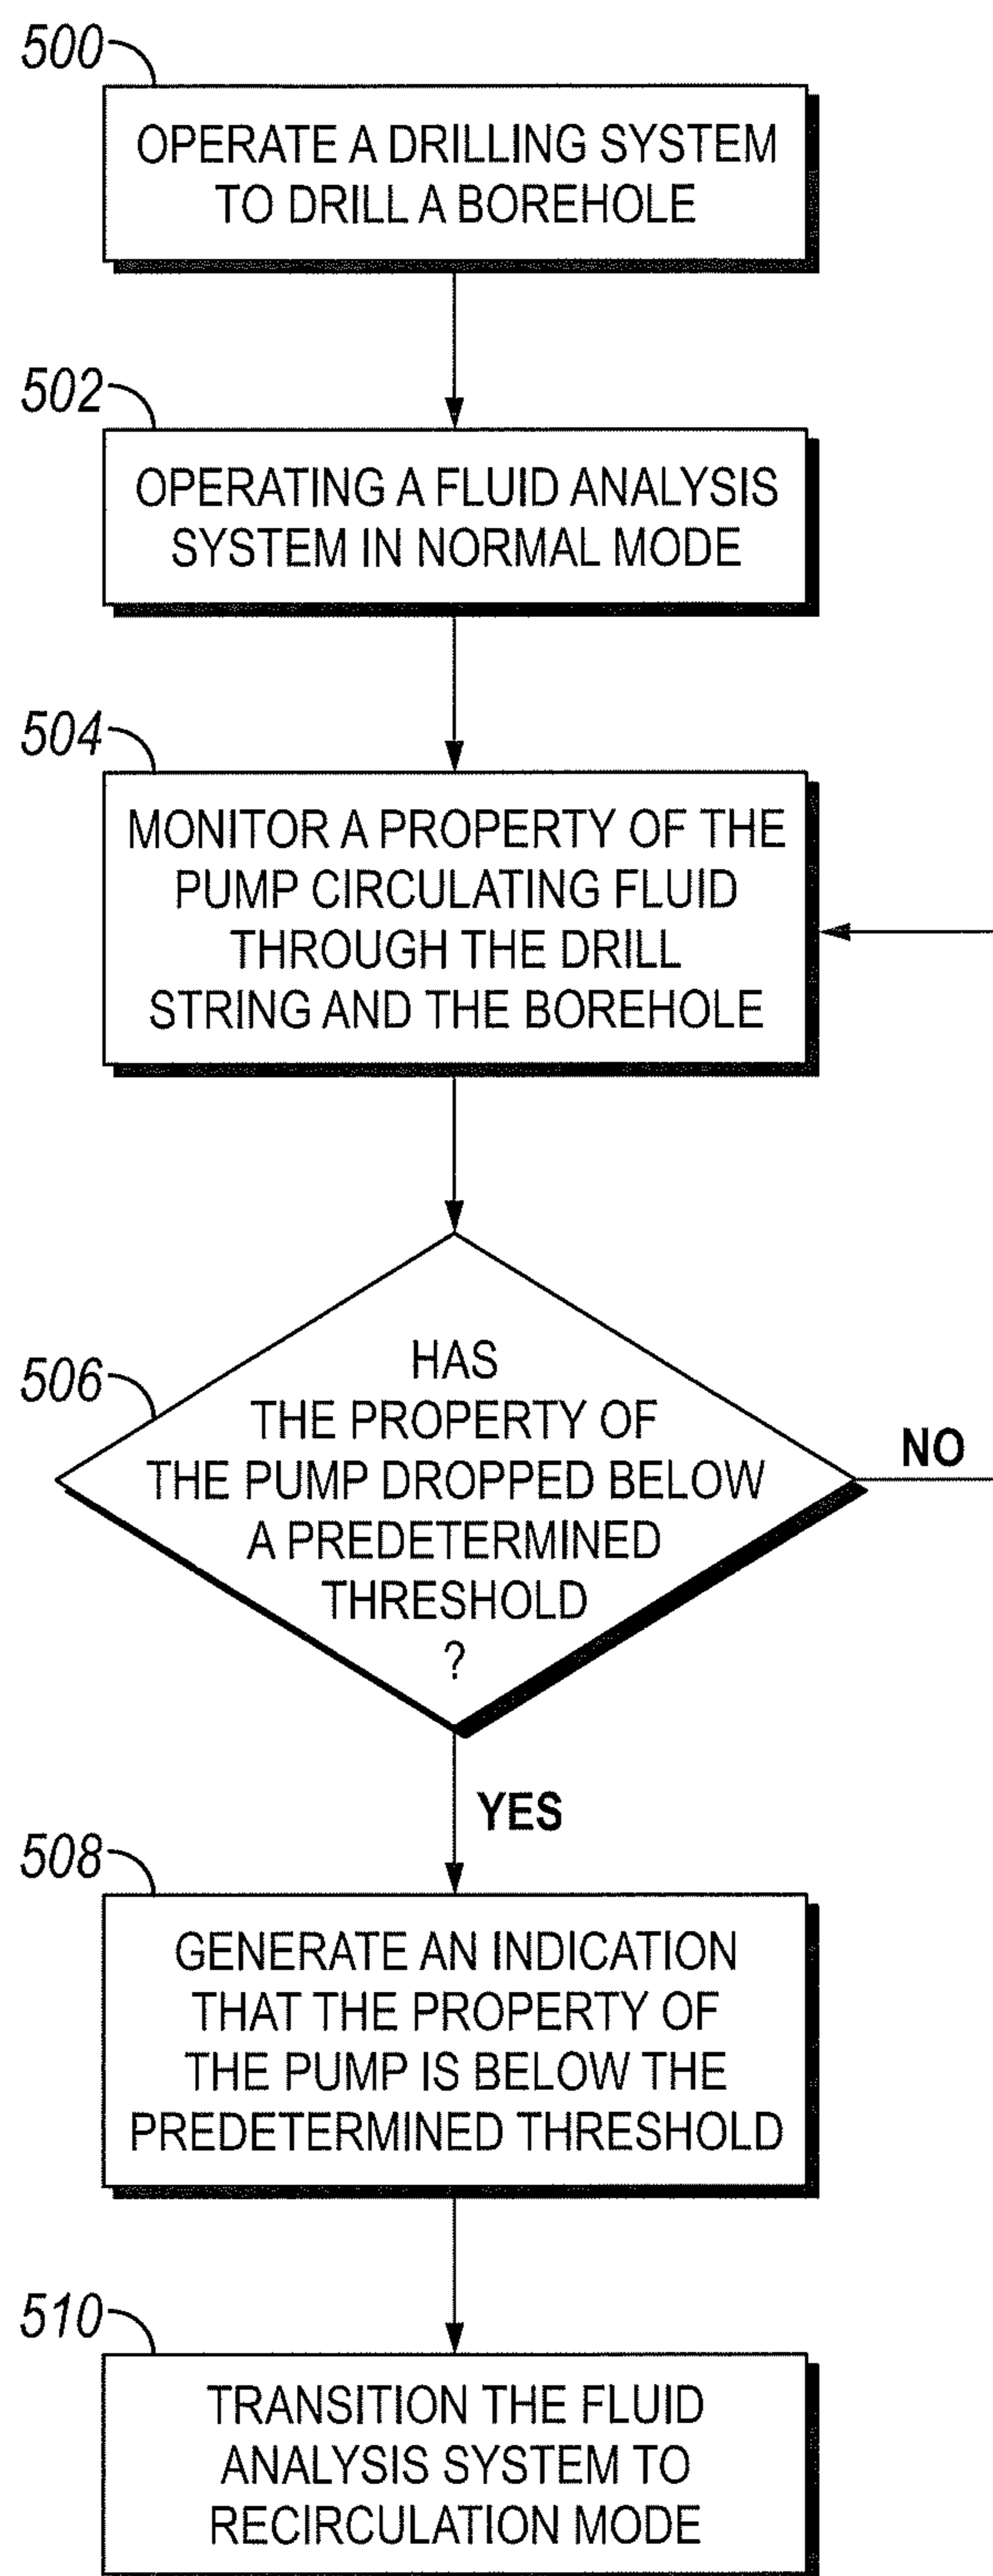 500
OPERATE A DRILLING SYSTEM
TO DRILL A BOREHOLE
502
OPERATING A FLUID ANALYSIS
SYSTEM IN NORMAL MODE
504
MONITOR A PROPERTY OF THE
PUMP CIRCULATING FLUID
THROUGH THE DRILL
STRING AND THE BOREHOLE
506
HAS
THE PROPERTY OF
THE PUMP DROPPED BELOW
A PREDETERMINED
THRESHOLD
?
NO
YES
508
GENERATE AN INDICATION
THAT THE PROPERTY OF
THE PUMP IS BELOW THE
PREDETERMINED THRESHOLD
510
TRANSITION THE FLUID
ANALYSIS SYSTEM TO
RECIRCULATION MODE